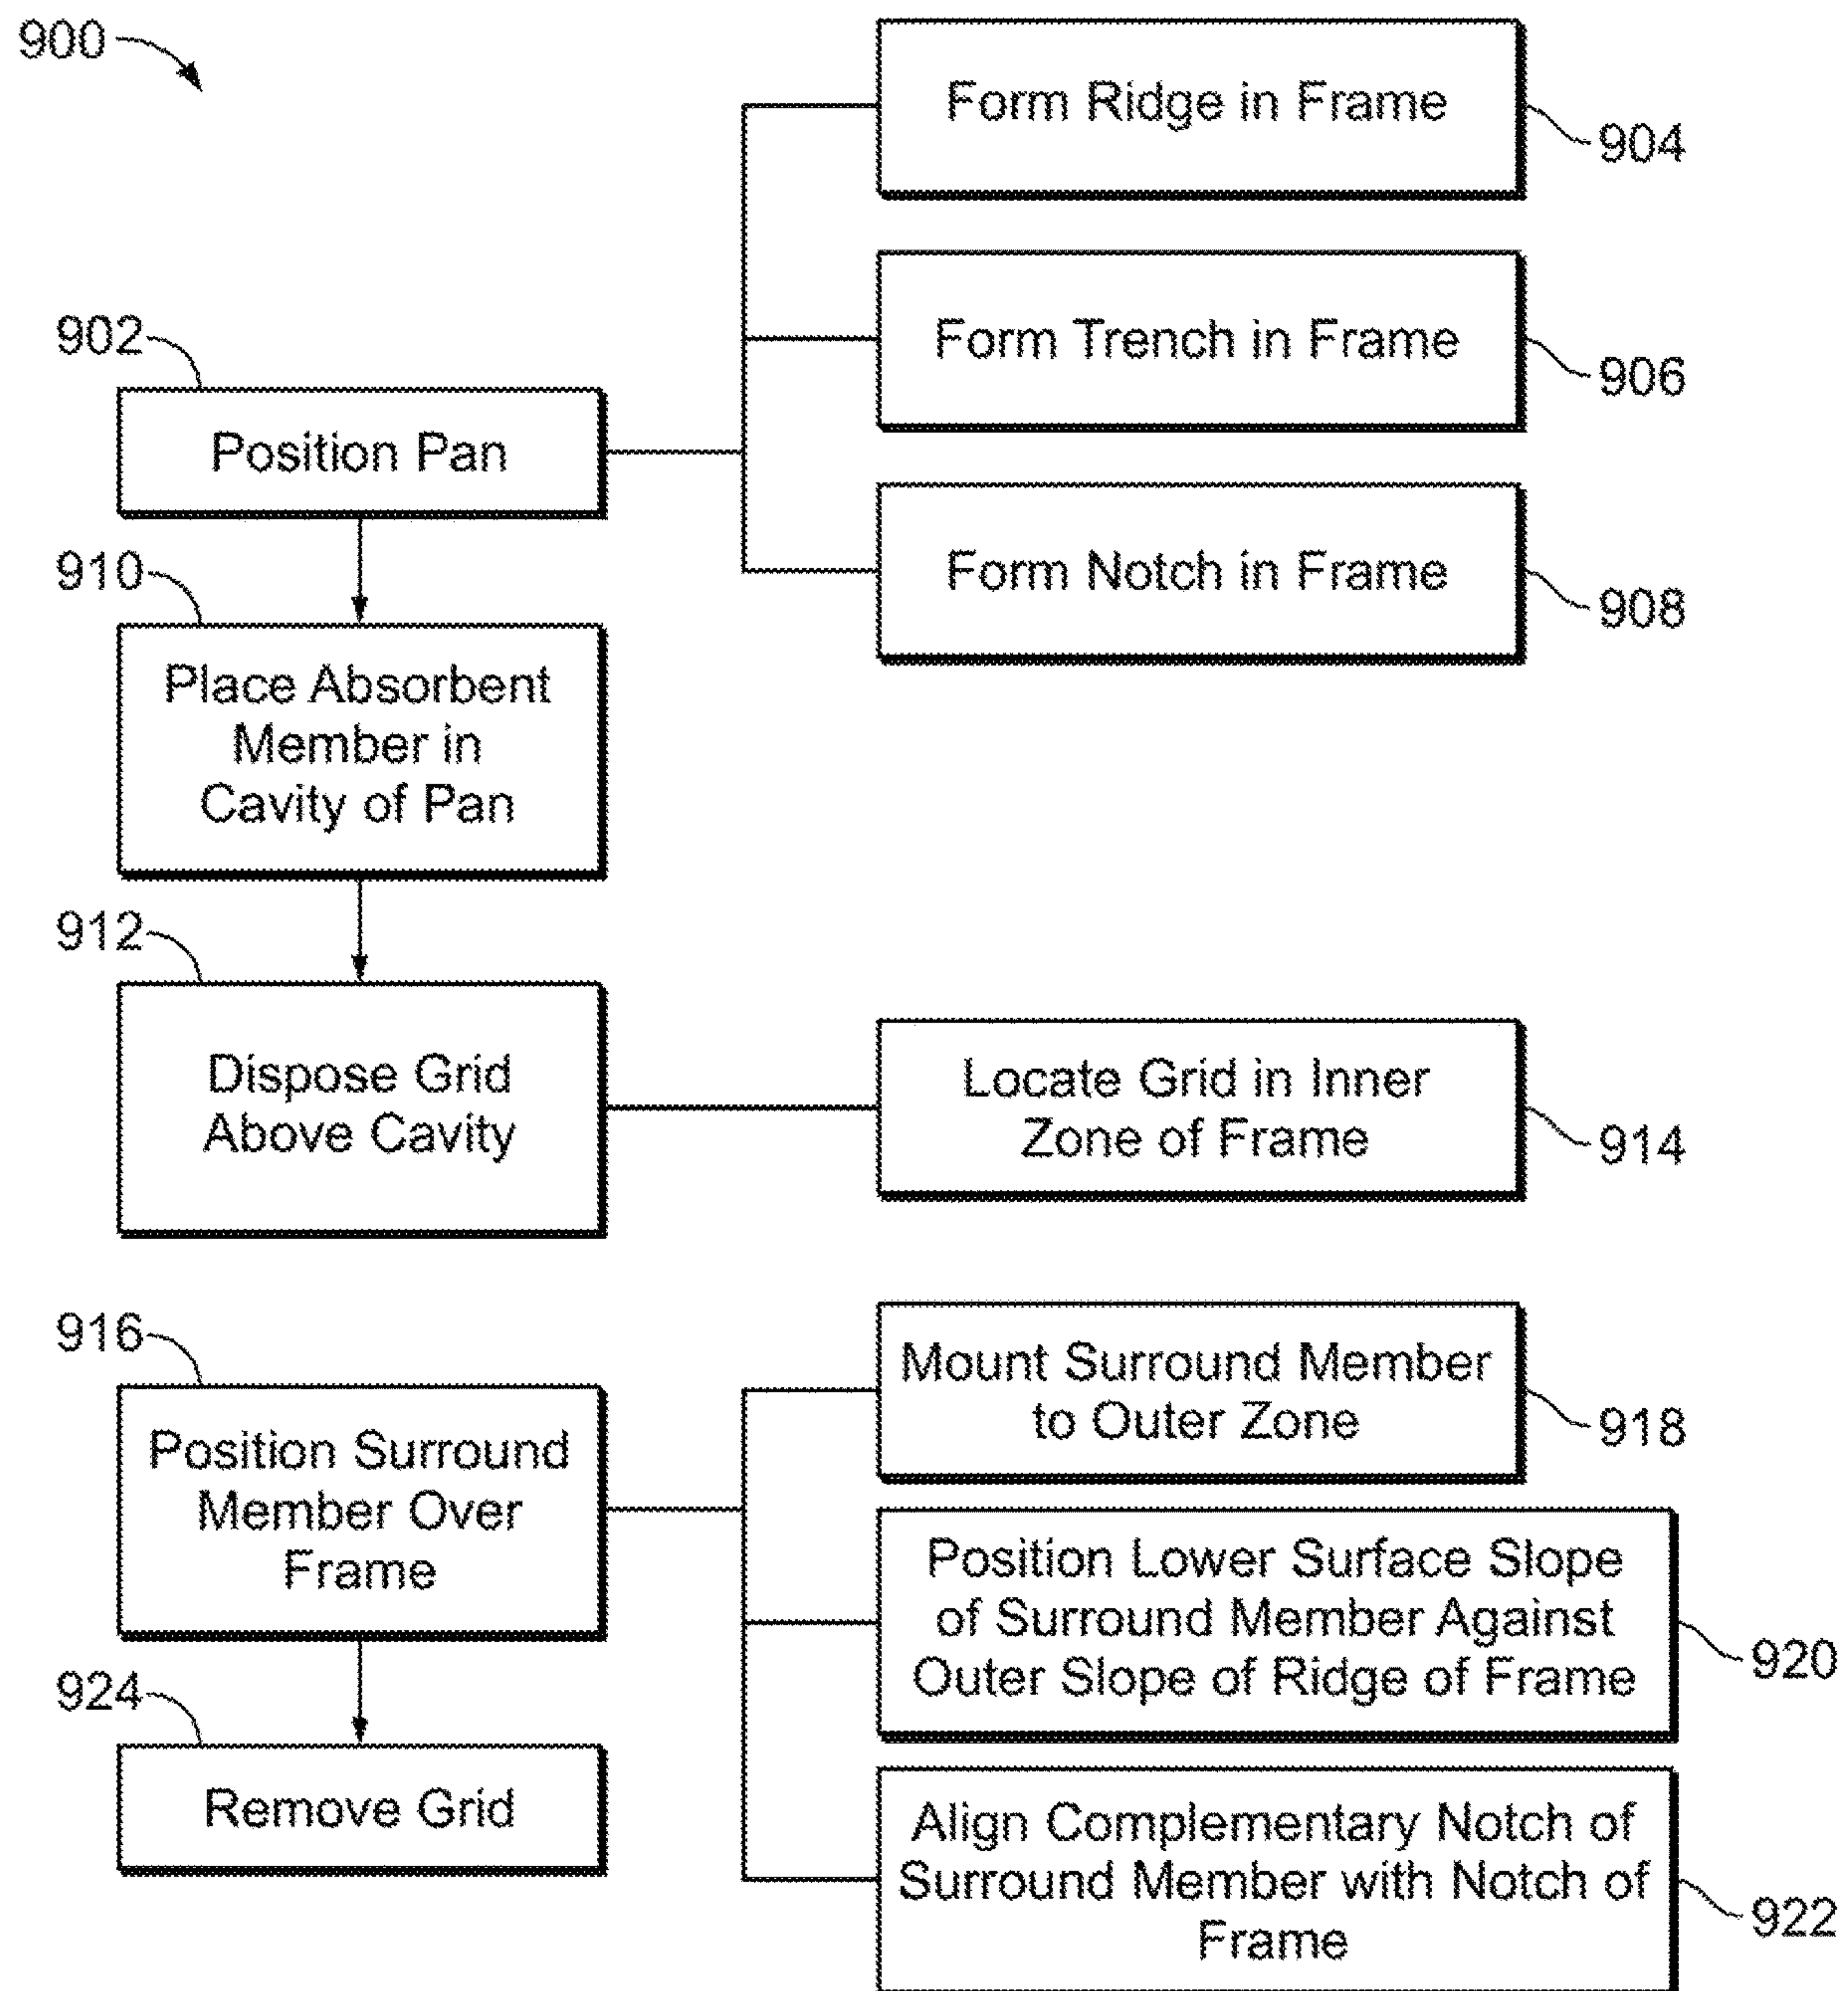 900
Form Ridge in Frame
904
902
Position Pan
Form Trench in Frame
906
Form Notch in Frame
908
910
Place Absorbent
Member in
Cavity of Pan
912
Dispose Grid
Above Cavity
Locate Grid in Inner
Zone of Frame
914
916
Position Surround
Member Over
Frame
Mount Surround Member
to Outer Zone
918
Position Lower Surface Slope
of Surround Member Against
Outer Slope of Ridge of Frame
920
924
Remove Grid
Align Complementary Notch of
Surround Member with Notch of
Frame
922